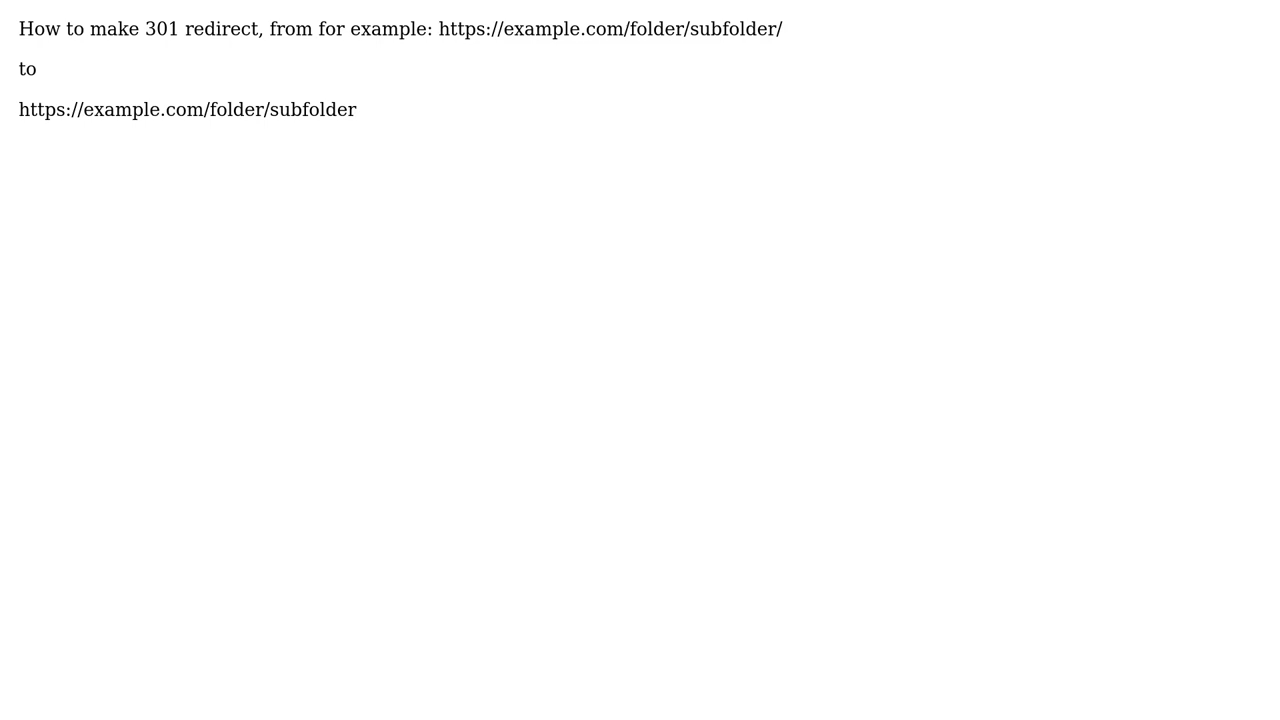 How to make 301 redirect, from for example: https://example.com/folder/subfolder/
to
https://example.com/folder/subfolder